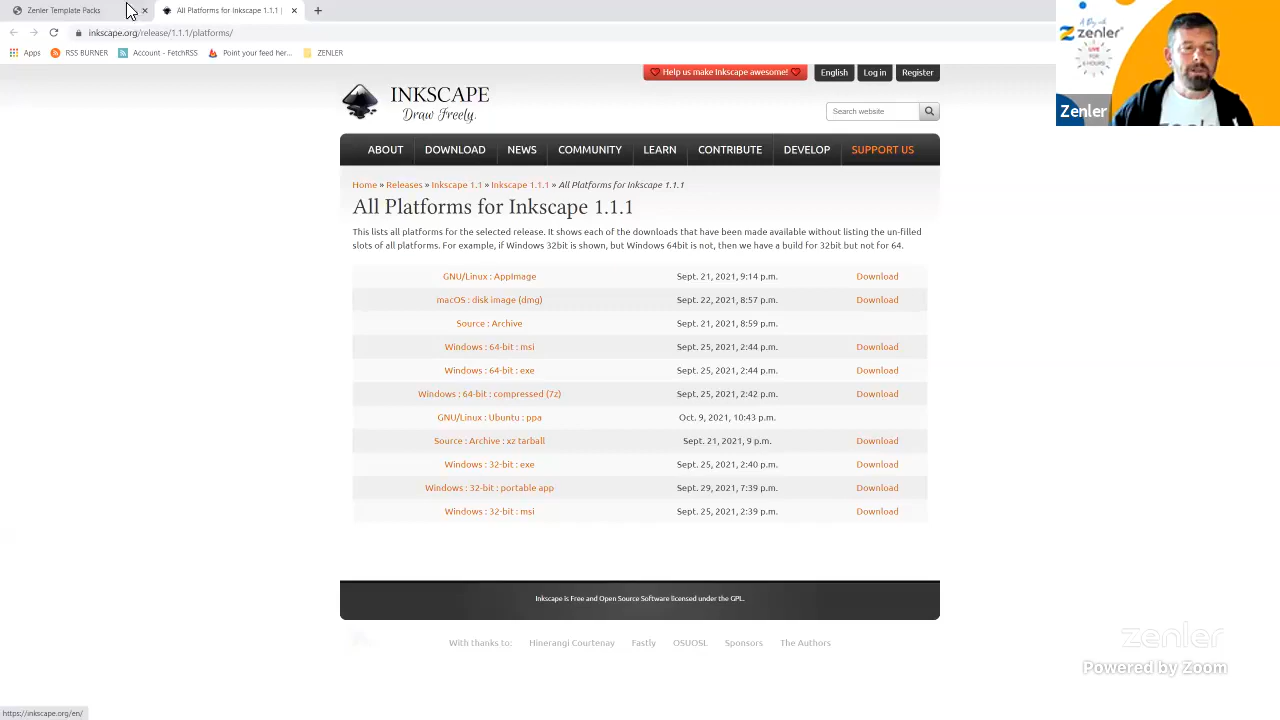 Zenler Template Packs
All Platforms for Inkscape 1.1.1 |
inkscape.org/release/1.1.1/platforms/
Apps RSS BURNER Account - FetchRSS Point your feed her... ZENLER
A Day with
zenler
LIVE
FOR
6 HOURS
Zenler
Help us make Inkscape awesome! English Log in Register
INKSCAPE
Draw Freely.
Search website
ABOUT DOWNLOAD NEWS COMMUNITY LEARN CONTRIBUTE DEVELOP SUPPORT US
Home » Releases » Inkscape 1.1 » Inkscape 1.1.1 » All Platforms for Inkscape 1.1.1
All Platforms for Inkscape 1.1.1
This lists all platforms for the selected release. It shows each of the downloads that have been made available without listing the un-filled
slots of all platforms. For example, if Windows 32bit is shown, but Windows 64bit is not, then we have a build for 32bit but not for 64.
GNU/Linux : AppImage Sept. 21, 2021, 9:14 p.m. Download
macOS : disk image (dmg) Sept. 22, 2021, 8:57 p.m. Download
Source : Archive Sept. 21, 2021, 8:59 p.m.
Windows : 64-bit : msi Sept. 25, 2021, 2:44 p.m. Download
Windows : 64-bit : exe Sept. 25, 2021, 2:44 p.m. Download
Windows : 64-bit : compressed (7z) Sept. 25, 2021, 2:42 p.m. Download
GNU/Linux : Ubuntu : ppa Oct. 9, 2021, 10:43 p.m.
Source : Archive : xz tarball Sept. 21, 2021, 9 p.m. Download
Windows : 32-bit : exe Sept. 25, 2021, 2:40 p.m. Download
Windows : 32-bit : portable app Sept. 29, 2021, 7:39 p.m. Download
Windows : 32-bit : msi Sept. 25, 2021, 2:39 p.m. Download
Inkscape is Free and Open Source Software licensed under the GPL.
With thanks to: Hinerangi Courtenay Fastly OSUOSL Sponsors The Authors
zenler
Powered by Zoom
https://inkscape.org/en/